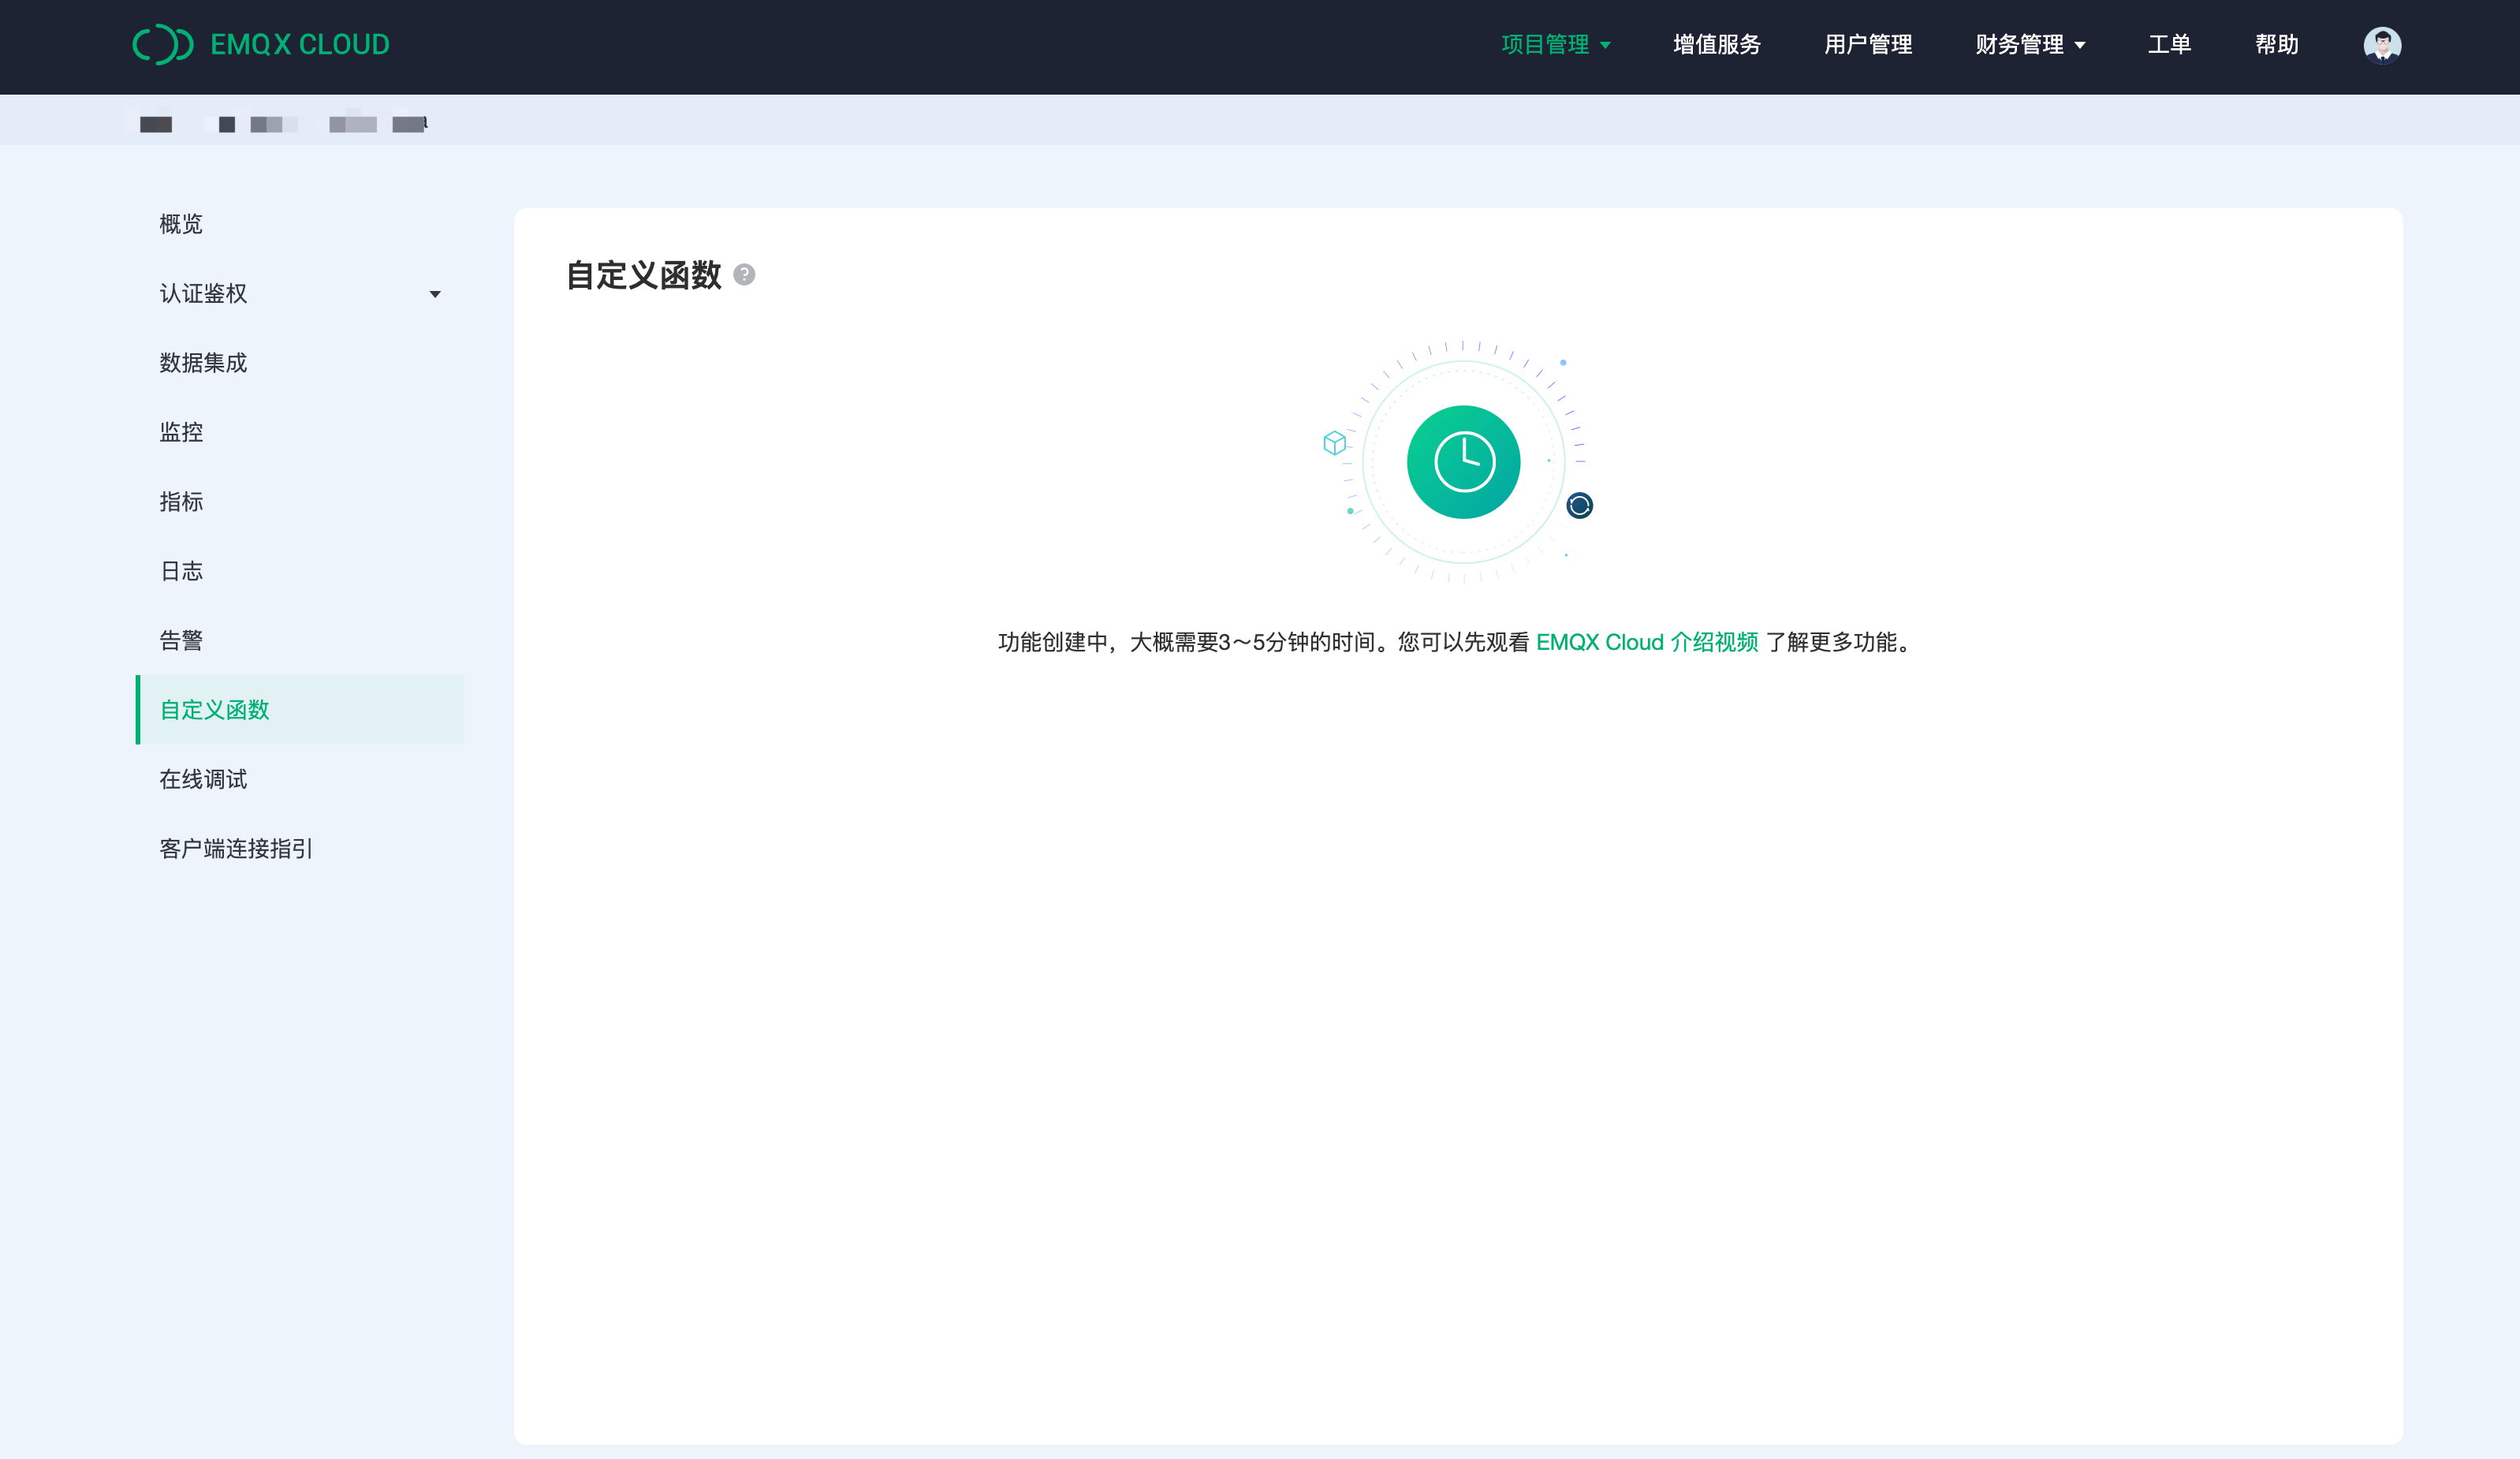 EMQX CLOUD
项目管理
增值服务
用户管理
财务管理
工单
帮助
概览
认证鉴权
数据集成
监控
指标
日志
告警
自定义函数
在线调试
客户端连接指引
自定义函数 ?
功能创建中，大概需要3～5分钟的时间。您可以先观看 EMQX Cloud 介绍视频 了解更多功能。